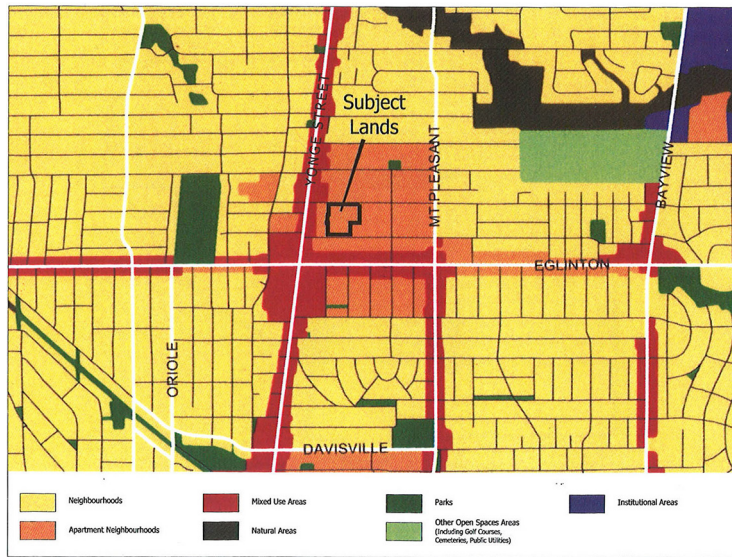 Subject
Lands
YONGE STREET
MT.PLEASANT
BAYVIEW
EGLINTON
ORIOLE
DAVISVILLE
Neighbourhoods
Mixed Use Areas
Parks
Institutional Areas
Apartment Neighbourhoods
Natural Areas
Other Open Spaces Areas
(Including Golf Courses,
Cemeteries, Public Utilities)